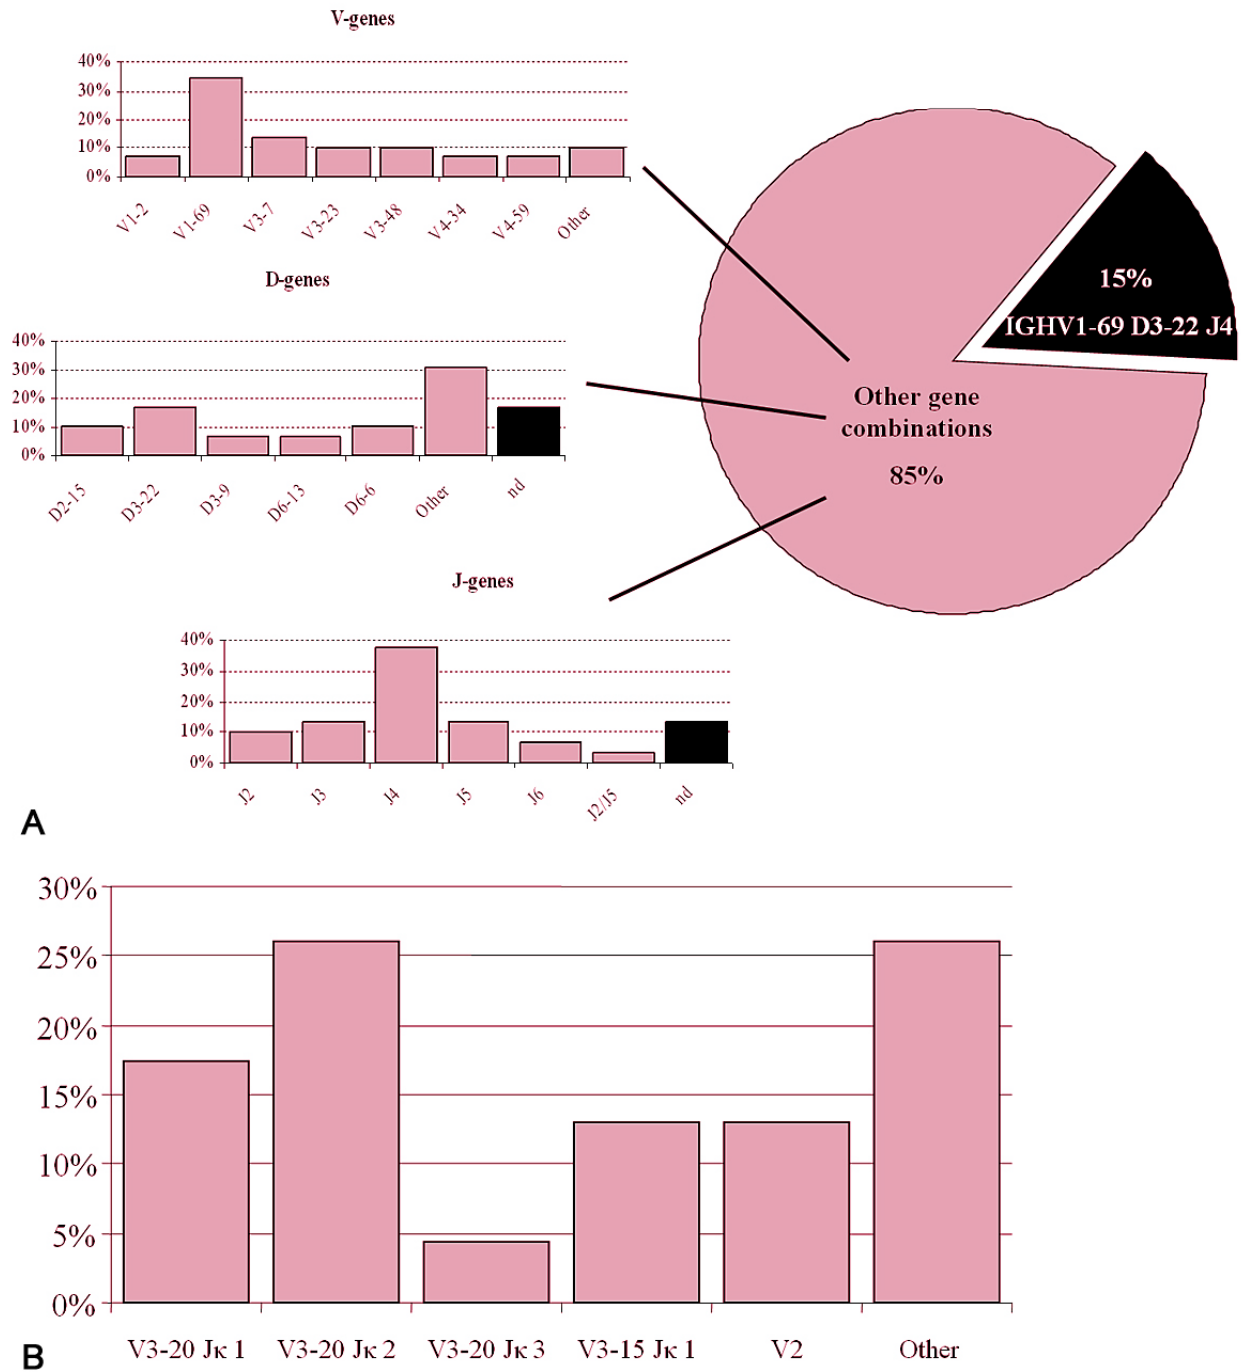 V-genes
40%
30%
20%
10%
0%
V1-2 V1-69 V3-7 V3-23 V3-48 V4-34 V4-59 Other
D-genes
40%
30%
20%
10%
0%
D2-15 D3-22 D3-9 D6-13 D6-6 Other nd
J-genes
40%
30%
20%
10%
0%
J2 J3 J4 J5 J6 J2/J5 nd
15%
IGHV1-69 D3-22 J4
Other gene
combinations
85%
A
30%
25%
20%
15%
10%
5%
0%
V3-20 Jκ 1 V3-20 Jκ 2 V3-20 Jκ 3 V3-15 Jκ 1 V2 Other
B